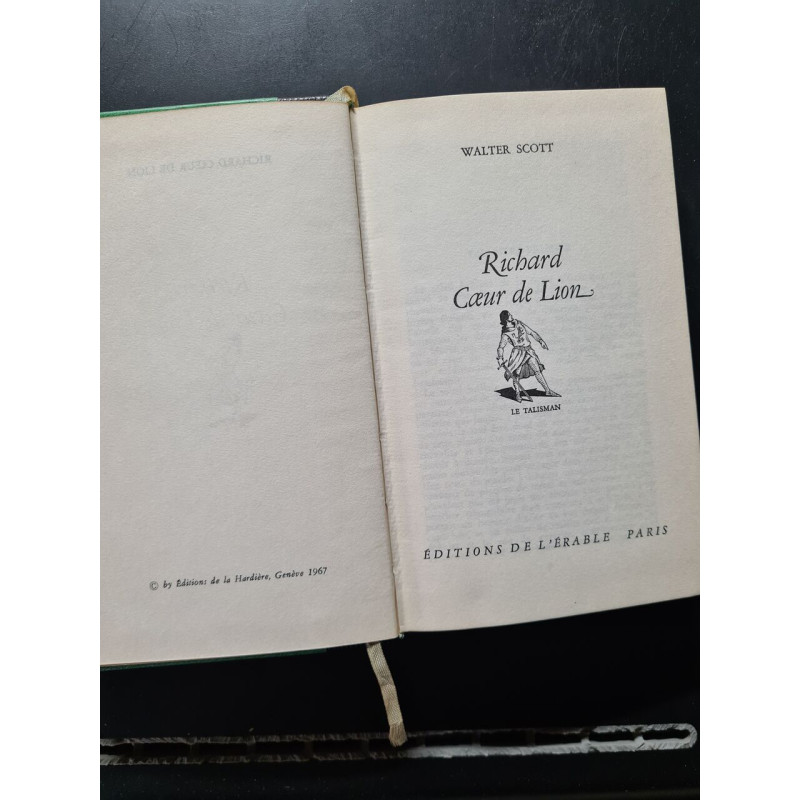 © by Éditions de la Hardière, Genève 1967
WALTER SCOTT
Richard
Cœur de Lion
LE TALISMAN
ÉDITIONS DE L'ÉRABLE PARIS